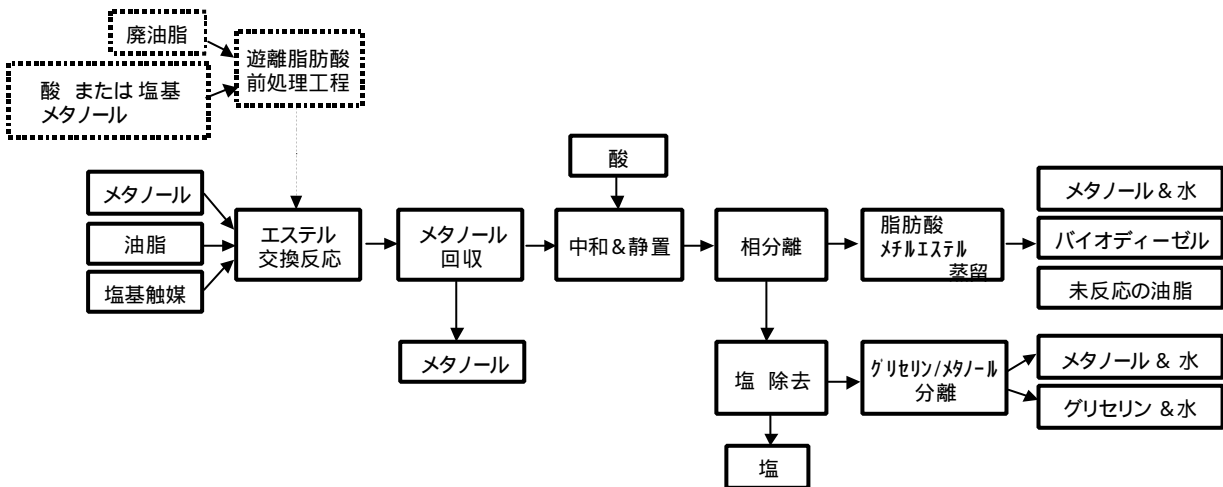 廃油脂
遊離脂肪酸
前処理工程
酸 または 塩基
メタノール
酸
メタノール
油脂
塩基触媒
エステル
交換反応
メタノール
回収
メタノール
中和&静置
相分離
脂肪酸
メチルエステル
蒸留
メタノール & 水
バイオディーゼル
未反応の油脂
塩 除去
塩
グリセリン/メタノール
分離
メタノール & 水
グリセリン &水